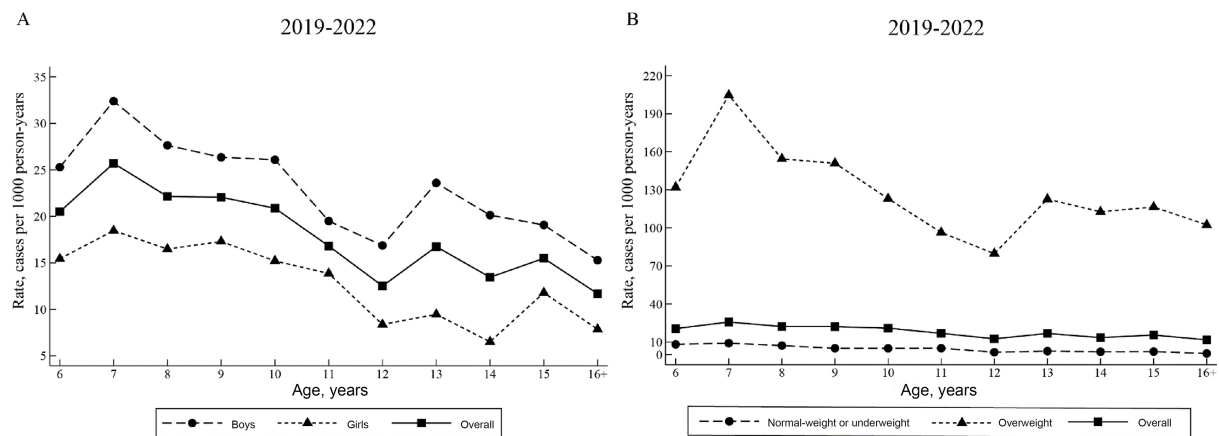 A
2019-2022
Rate, cases per 1000 person-years
35
30
25
20
15
10
5
6 7 8 9 10 11 12 13 14 15 16+
Age, years
Boys Girls Overall
B
2019-2022
Rate, cases per 1000 person-years
220
190
160
130
100
70
40
10
0
6 7 8 9 10 11 12 13 14 15 16+
Age, years
Normal-weight or underweight Overweight Overall